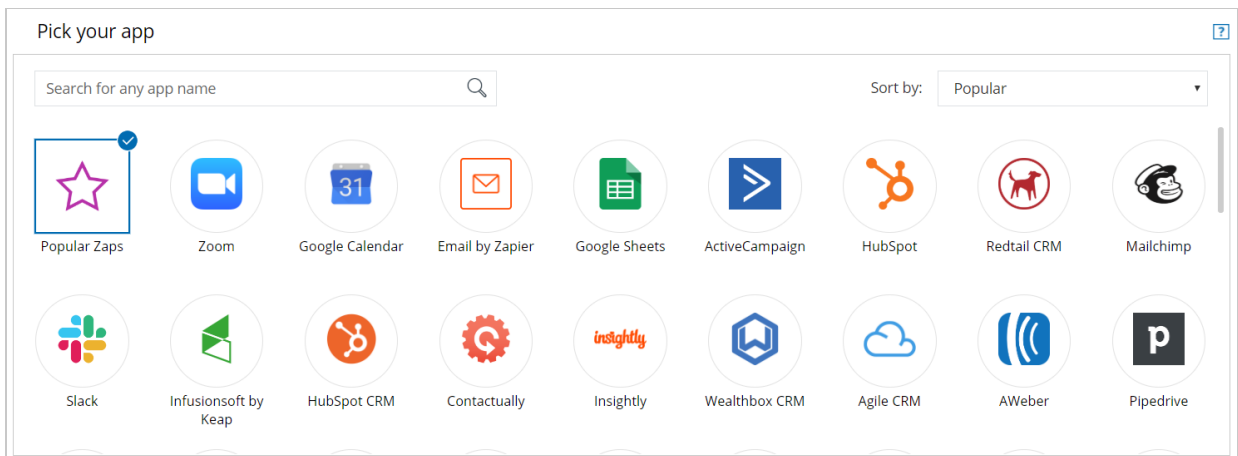 Pick your app
?
Search for any app name
Sort by:
Popular
31
Popular Zaps
Zoom
Google Calendar
Email by Zapier
Google Sheets
ActiveCampaign
HubSpot
Redtail CRM
Mailchimp
insightly
p
Slack
Infusionsoft by
Keap
HubSpot CRM
Contactually
Insightly
Wealthbox CRM
Agile CRM
AWeber
Pipedrive